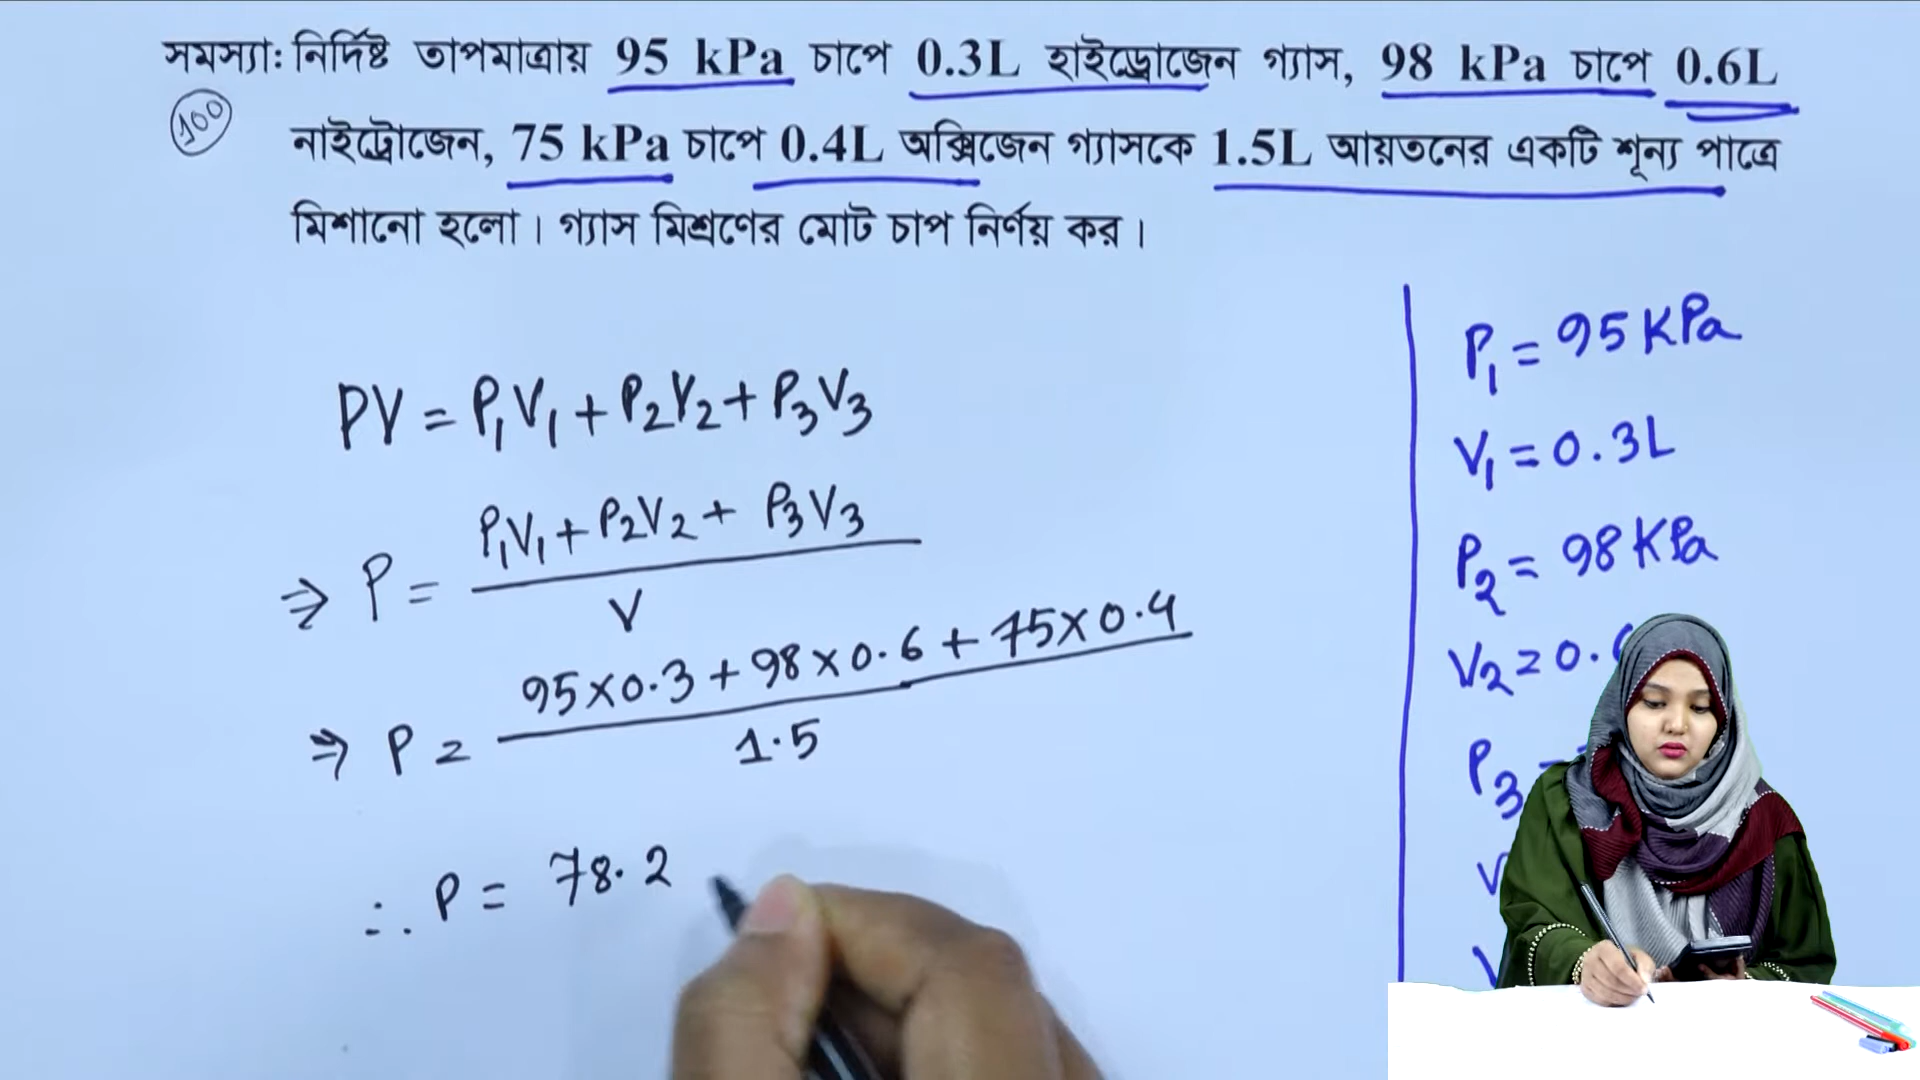 সমস্যা: নির্দিষ্ট তাপমাত্রায় 95 kPa চাপে 0.3L হাইড্রোজেন গ্যাস, 98 kPa চাপে 0.6L
100
নাইট্রোজেন, 75 kPa চাপে 0.4L অক্সিজেন গ্যাসকে 1.5L আয়তনের একটি শূন্য পাত্রে
মিশানো হলো। গ্যাস মিশ্রণের মোট চাপ নির্ণয় কর।
PV = P₁V₁ + P₂V₂ + P₃V₃
⇒ P = P₁V₁ + P₂V₂ + P₃V₃
V
⇒ P = 95×0.3 + 98×0.6 + 75×0.4
1.5
∴ P = 78.2
P₁ = 95 KPa
V₁ = 0.3L
P₂ = 98 KPa
V₂ = 0.
P₃
V
V